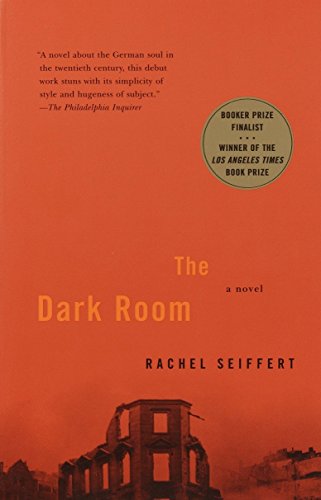 "A novel about the German soul in
the twentieth century, this debut
work stuns with its simplicity of
style and hugeness of subject."
—The Philadelphia Inquirer
BOOKER PRIZE
FINALIST
• • •
WINNER OF THE
LOS ANGELES TIMES
BOOK PRIZE
The
a novel
Dark Room
RACHEL SEIFFERT